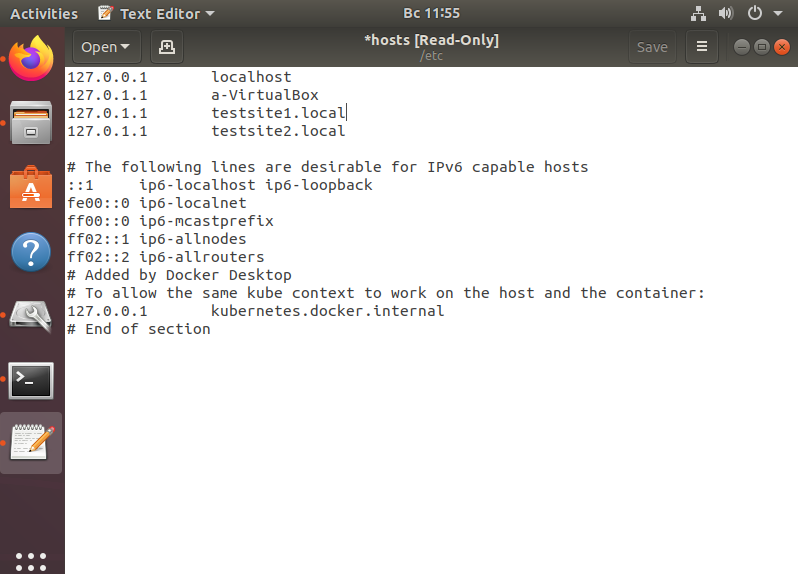 Activities Text Editor Вс 11:55
Open *hosts [Read-Only] Save
/etc
127.0.0.1 localhost
127.0.1.1 a-VirtualBox
127.0.1.1 testsite1.local
127.0.1.1 testsite2.local
# The following lines are desirable for IPv6 capable hosts
::1 ip6-localhost ip6-loopback
fe00::0 ip6-localnet
ff00::0 ip6-mcastprefix
ff02::1 ip6-allnodes
ff02::2 ip6-allrouters
# Added by Docker Desktop
# To allow the same kube context to work on the host and the container:
127.0.0.1 kubernetes.docker.internal
# End of section